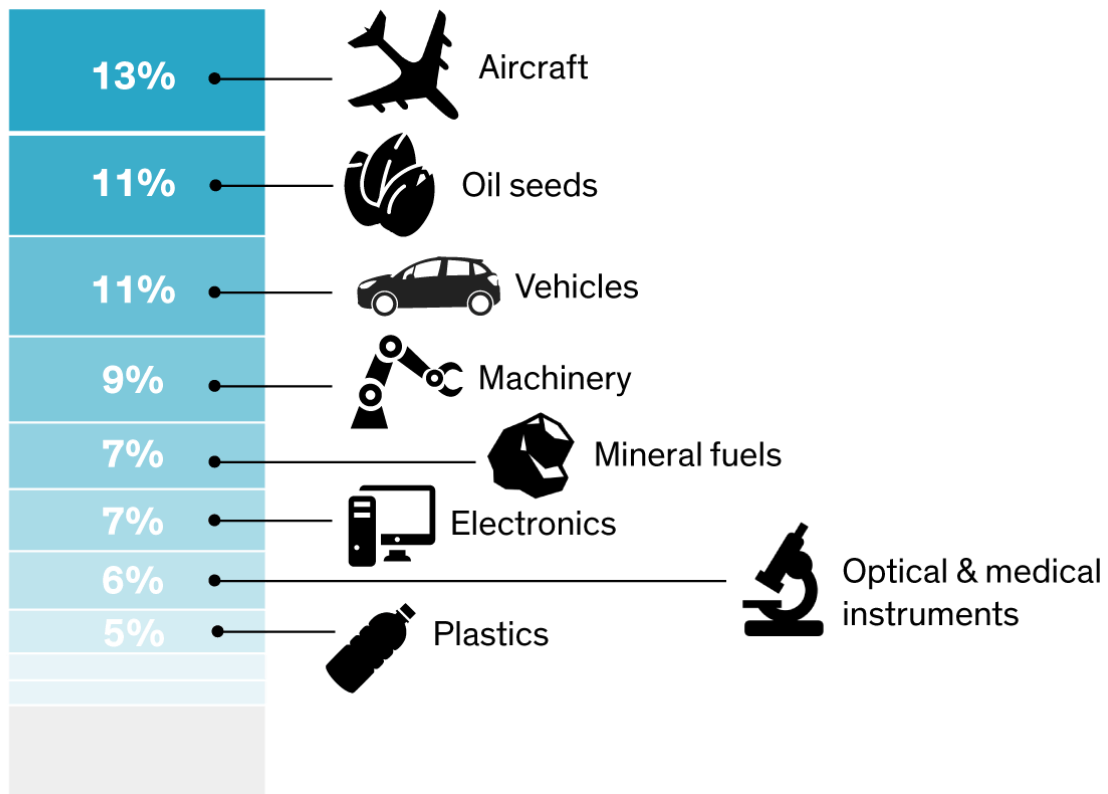 13% Aircraft
11% Oil seeds
11% Vehicles
9% Machinery
7% Mineral fuels
7% Electronics
6% Optical & medical
instruments
5% Plastics